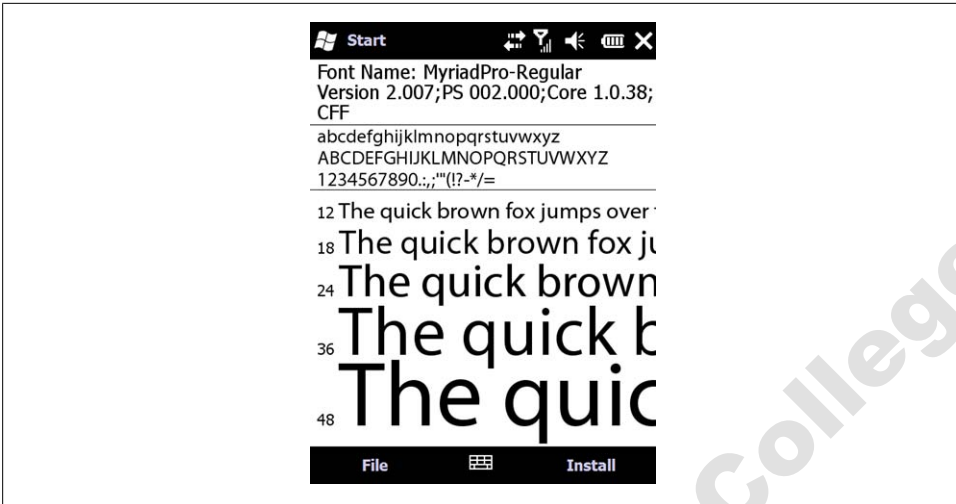 Start
Font Name: MyriadPro-Regular
Version 2.007;PS 002.000;Core 1.0.38;
CFF
abcdefghijklmnopqrstuvwxyz
ABCDEFGHIJKLMNOPQRSTUVWXYZ
1234567890.:,;'"(!?-*/=
12 The quick brown fox jumps over
18 The quick brown fox ju
24 The quick brown
36 The quick b
48 The quic
File Install
College